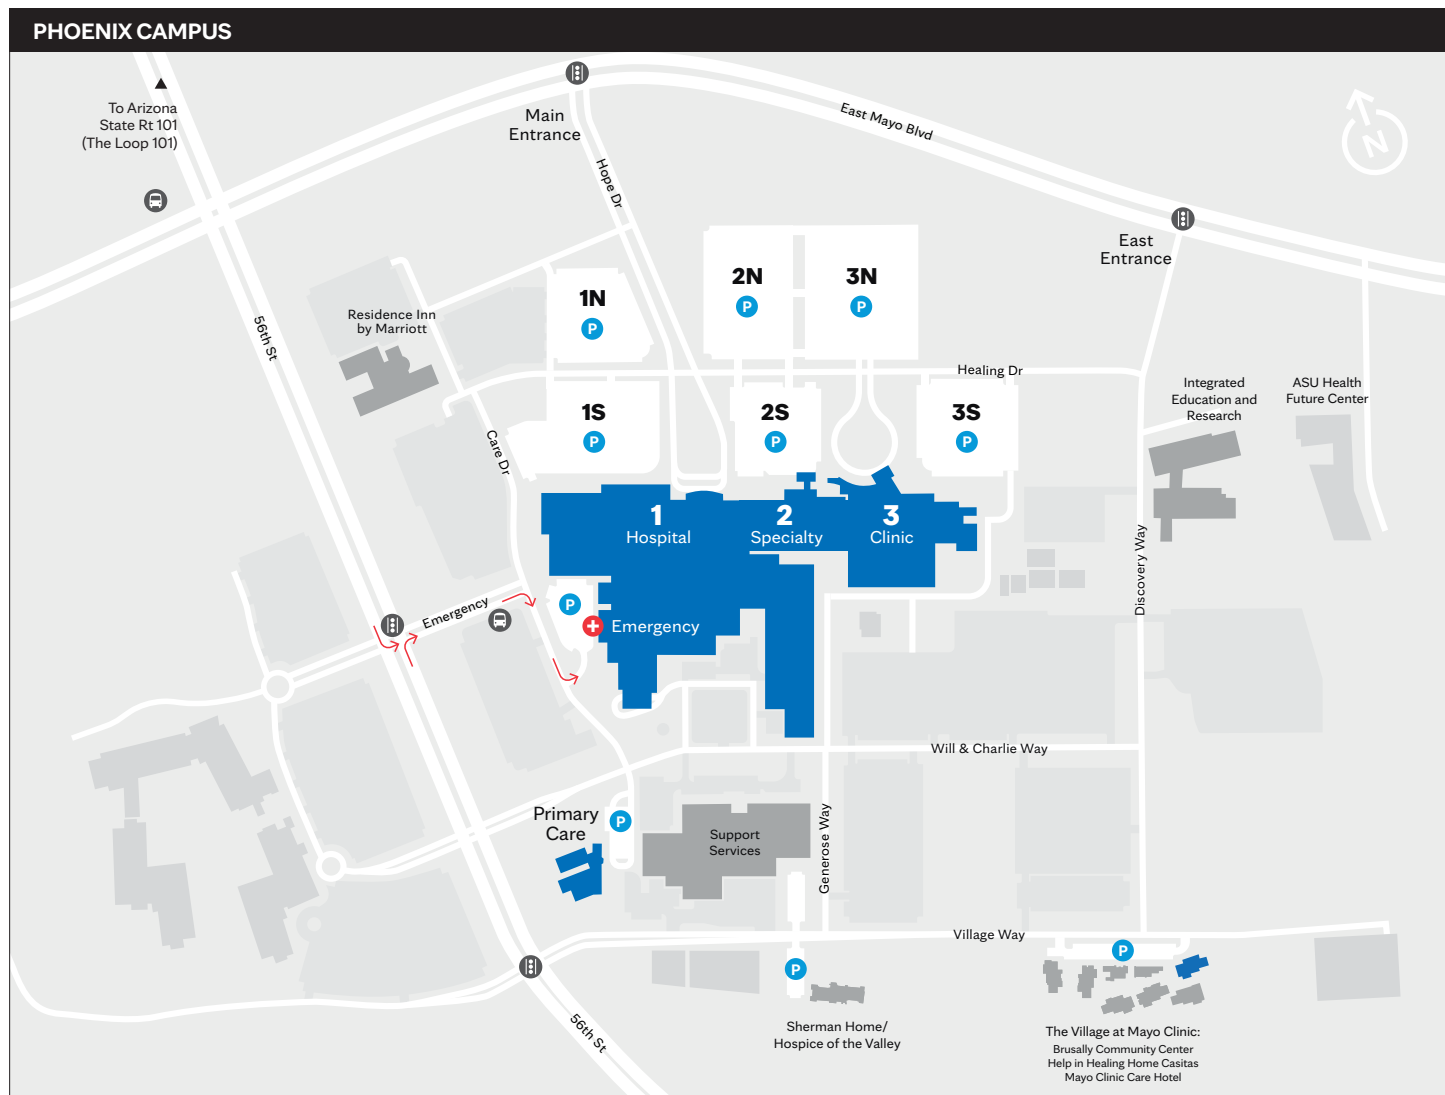 PHOENIX CAMPUS
To Arizona
State Rt 101
(The Loop 101)
Main
Entrance
East Mayo Blvd
N
Hope Dr
East
Entrance
1N
P
2N
P
3N
P
Residence Inn
by Marriott
56th St
Healing Dr
Integrated
Education and
Research
ASU Health
Future Center
1S
P
2S
P
3S
P
Care Dr
1
Hospital
2
Specialty
3
Clinic
Discovery Way
Emergency
P
Emergency
Will & Charlie Way
Primary
Care
P
Support
Services
Generose Way
Village Way
P
P
56th St
Sherman Home/
Hospice of the Valley
The Village at Mayo Clinic:
Brusally Community Center
Help in Healing Home Casitas
Mayo Clinic Care Hotel